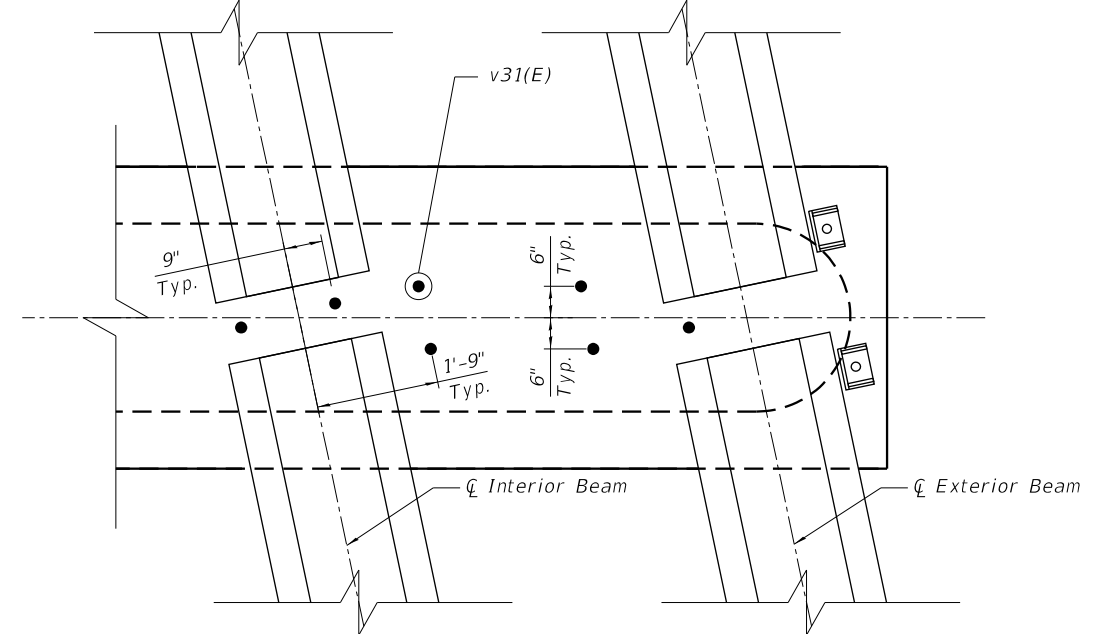 v31(E)
9"
Typ.
6"
Typ.
1'-9"
Typ.
6"
Typ.
℄ Interior Beam
℄ Exterior Beam